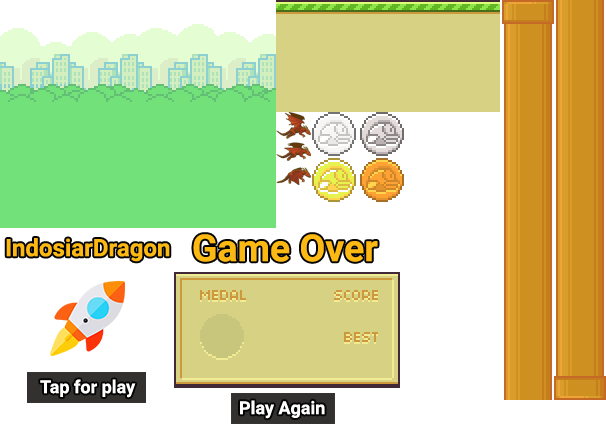 IndosiarDragon
Game Over
MEDAL
SCORE
BEST
Tap for play
Play Again